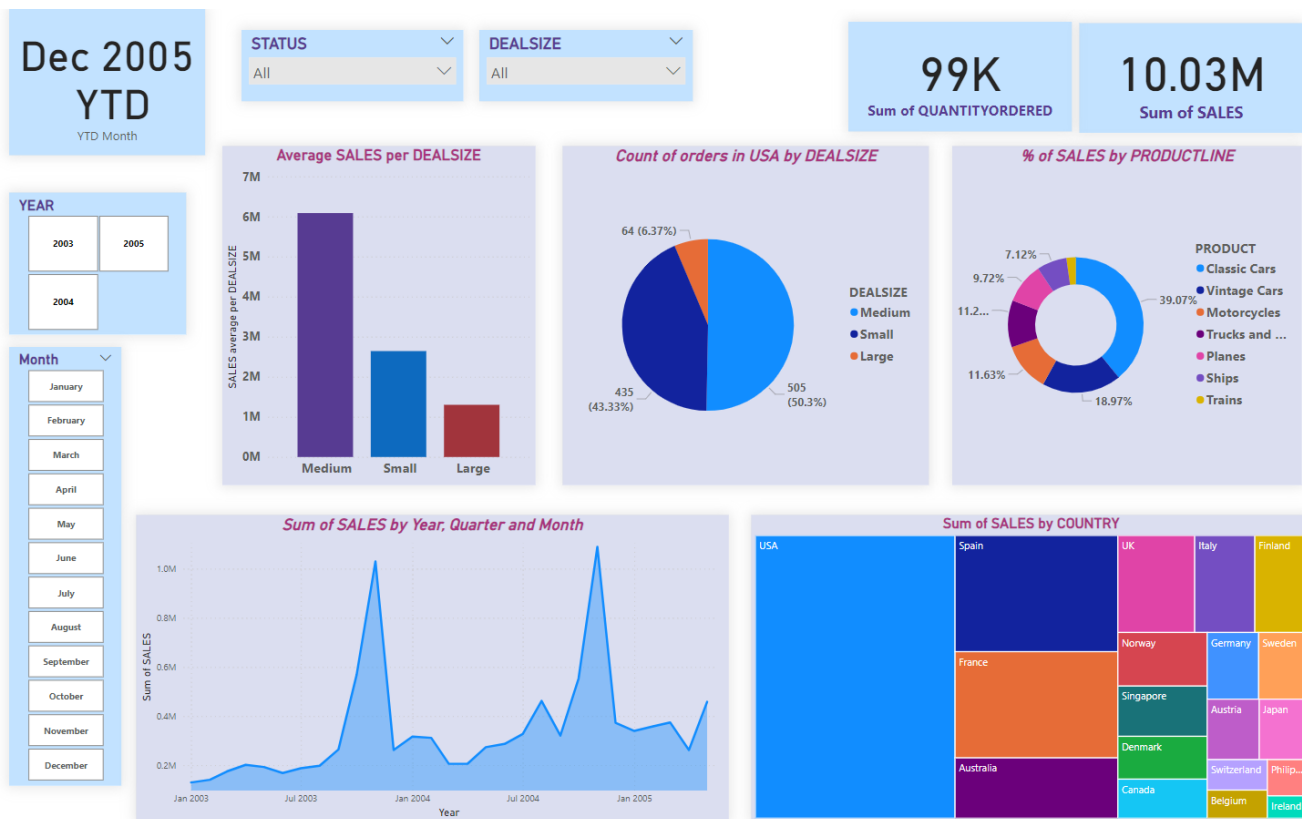 Dec 2005
YTD
YTD Month
STATUS
All
DEALSIZE
All
99K
Sum of QUANTITYORDERED
10.03M
Sum of SALES
YEAR
2003
2005
2004
Month
January
February
March
April
May
June
July
August
September
October
November
December
Average SALES per DEALSIZE
SALES average per DEALSIZE
7M
6M
5M
4M
3M
2M
1M
0M
Medium
Small
Large
Count of orders in USA by DEALSIZE
64 (6.37%)
435
(43.33%)
505
(50.3%)
DEALSIZE
Medium
Small
Large
% of SALES by PRODUCTLINE
7.12%
9.72%
11.2...
11.63%
18.97%
39.07%
PRODUCT
Classic Cars
Vintage Cars
Motorcycles
Trucks and ...
Planes
Ships
Trains
Sum of SALES by Year, Quarter and Month
Sum of SALES
1.0M
0.8M
0.6M
0.4M
0.2M
Jan 2003
Jul 2003
Jan 2004
Jul 2004
Jan 2005
Year
Sum of SALES by COUNTRY
USA
Spain
France
Australia
UK
Italy
Finland
Norway
Germany
Sweden
Singapore
Austria
Japan
Denmark
Switzerland
Philip...
Canada
Belgium
Ireland